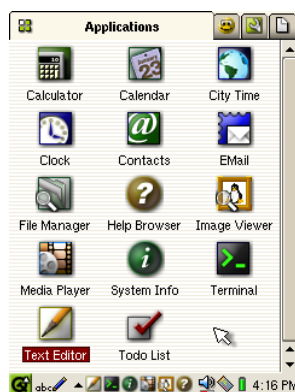 Applications
Calculator Calendar City Time
Clock Contacts EMail
File Manager Help Browser Image Viewer
Media Player System Info Terminal
Text Editor Todo List
abc 4:16 PM